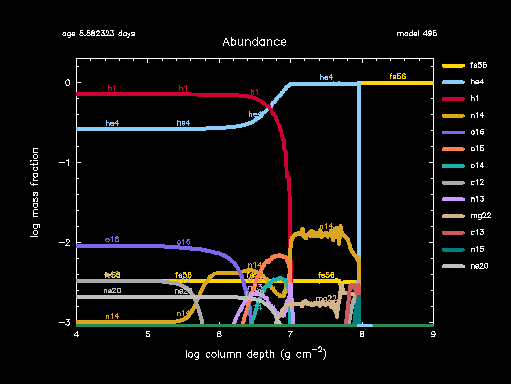 age 5.582323 days
model 495
Abundance
log mass fraction
0
−1
−2
−3
h1 h1 h1
he4 he4 he4 he4
fe56
o16 o16
fe56 fe56 fe56
ne20 ne20
n14 n14 n14 n14
mg22
4 5 6 7 8 9
log column depth (g cm−2)
fe56
he4
h1
n14
o16
o15
o14
c12
n13
mg22
c13
n15
ne20